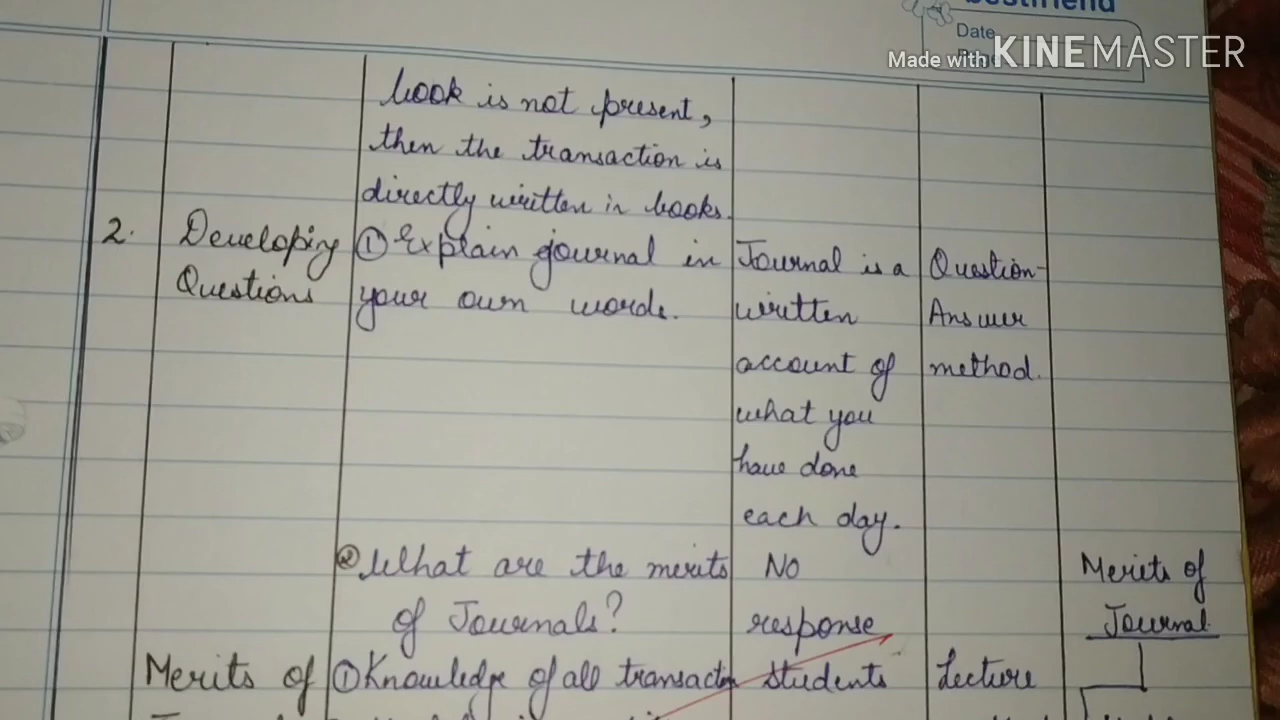 bestfriend
Date
Made with KINEMASTER
book is not present,
then the transaction is
directly written in books.
2. Developing Questions
① Explain journal in
your own words.
Journal is a
written
account of
what you
have done
each day.
Question-
Answer
method.
② What are the merits
of Journals?
No
response
Merits of
Journal
Merits of
① Knowledge of all transaction
students
Lecture